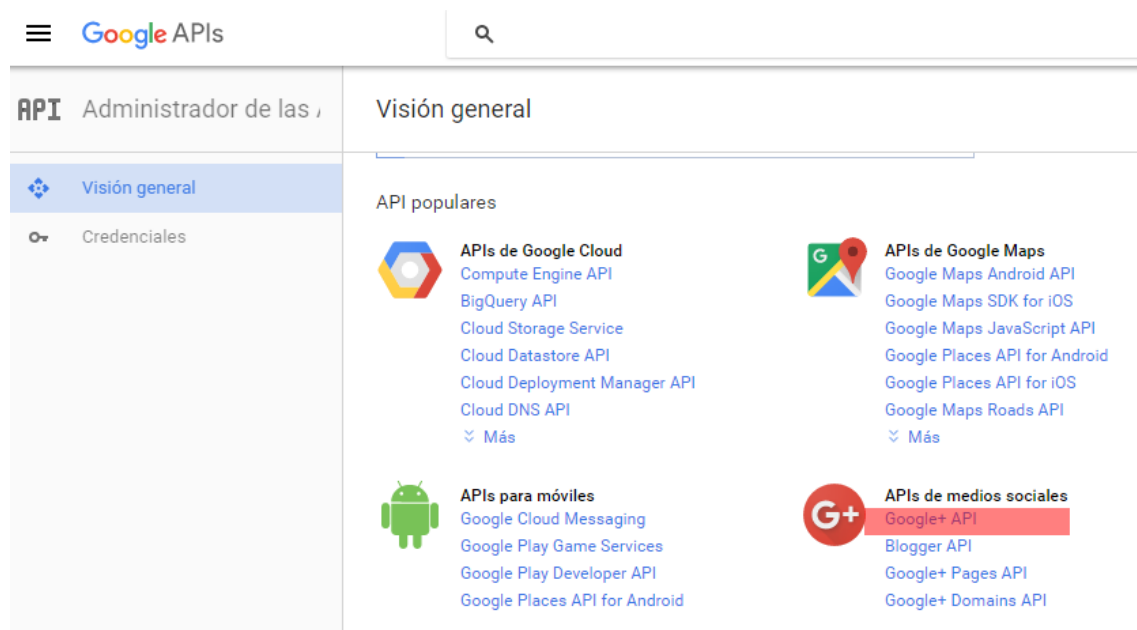 Google APIs
API Administrador de las
Visión general
Visión general
Credenciales
API populares
APIs de Google Cloud
Compute Engine API
BigQuery API
Cloud Storage Service
Cloud Datastore API
Cloud Deployment Manager API
Cloud DNS API
Más
APIs de Google Maps
Google Maps Android API
Google Maps SDK for iOS
Google Maps JavaScript API
Google Places API for Android
Google Places API for iOS
Google Maps Roads API
Más
APIs para móviles
Google Cloud Messaging
Google Play Game Services
Google Play Developer API
Google Places API for Android
G+
APIs de medios sociales
Google+ API
Blogger API
Google+ Pages API
Google+ Domains API